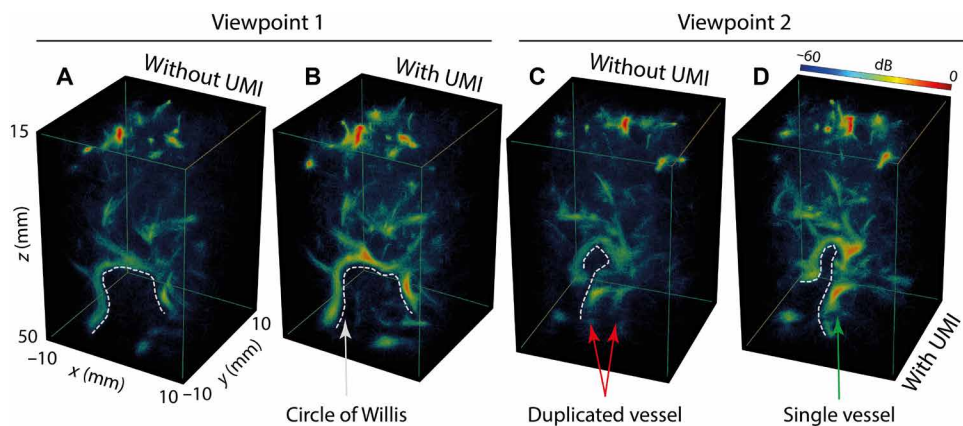 Viewpoint 1
Viewpoint 2
A
Without UMI
B
With UMI
C
Without UMI
D
−60
dB
0
15
z (mm)
50
−10
x (mm)
10
−10
y (mm)
10
With UMI
Circle of Willis
Duplicated vessel
Single vessel